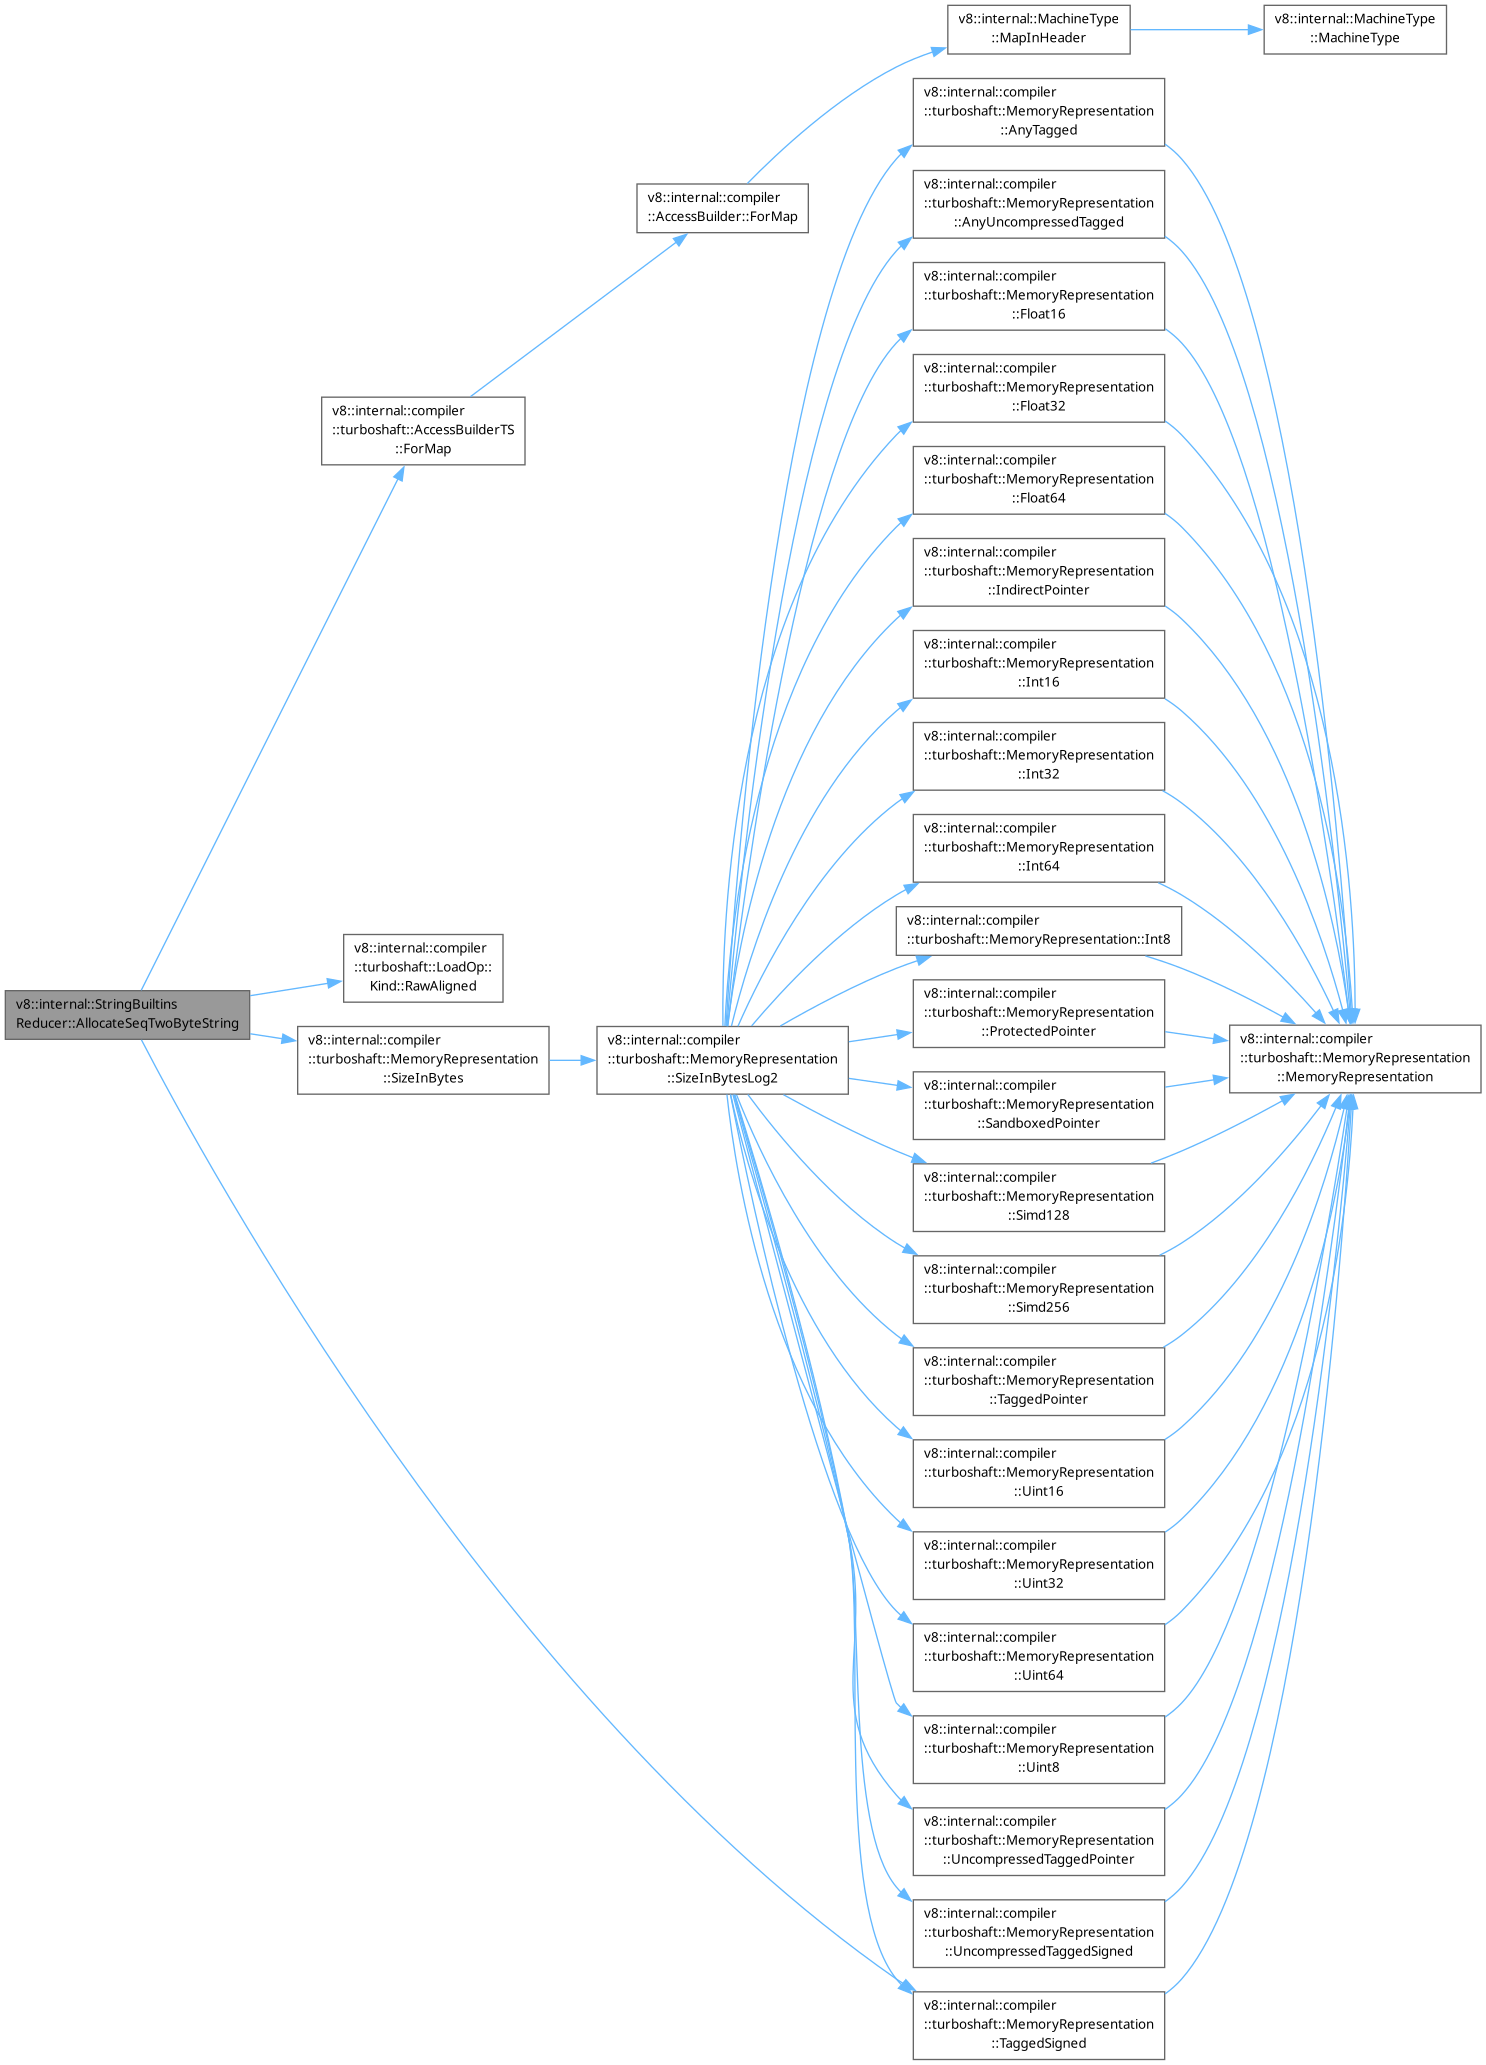 v8::internal::MachineType
::MapInHeader
v8::internal::MachineType
::MachineType
v8::internal::compiler
::turboshaft::MemoryRepresentation
::AnyTagged
v8::internal::compiler
::turboshaft::MemoryRepresentation
::AnyUncompressedTagged
v8::internal::compiler
::AccessBuilder::ForMap
v8::internal::compiler
::turboshaft::MemoryRepresentation
::Float16
v8::internal::compiler
::turboshaft::MemoryRepresentation
::Float32
v8::internal::compiler
::turboshaft::AccessBuilderTS
::ForMap
v8::internal::compiler
::turboshaft::MemoryRepresentation
::Float64
v8::internal::compiler
::turboshaft::MemoryRepresentation
::IndirectPointer
v8::internal::compiler
::turboshaft::MemoryRepresentation
::Int16
v8::internal::compiler
::turboshaft::MemoryRepresentation
::Int32
v8::internal::compiler
::turboshaft::MemoryRepresentation
::Int64
v8::internal::compiler
::turboshaft::MemoryRepresentation::Int8
v8::internal::compiler
::turboshaft::LoadOp::
Kind::RawAligned
v8::internal::StringBuiltins
Reducer::AllocateSeqTwoByteString
v8::internal::compiler
::turboshaft::MemoryRepresentation
::SizeInBytes
v8::internal::compiler
::turboshaft::MemoryRepresentation
::SizeInBytesLog2
v8::internal::compiler
::turboshaft::MemoryRepresentation
::ProtectedPointer
v8::internal::compiler
::turboshaft::MemoryRepresentation
::MemoryRepresentation
v8::internal::compiler
::turboshaft::MemoryRepresentation
::SandboxedPointer
v8::internal::compiler
::turboshaft::MemoryRepresentation
::Simd128
v8::internal::compiler
::turboshaft::MemoryRepresentation
::Simd256
v8::internal::compiler
::turboshaft::MemoryRepresentation
::TaggedPointer
v8::internal::compiler
::turboshaft::MemoryRepresentation
::Uint16
v8::internal::compiler
::turboshaft::MemoryRepresentation
::Uint32
v8::internal::compiler
::turboshaft::MemoryRepresentation
::Uint64
v8::internal::compiler
::turboshaft::MemoryRepresentation
::Uint8
v8::internal::compiler
::turboshaft::MemoryRepresentation
::UncompressedTaggedPointer
v8::internal::compiler
::turboshaft::MemoryRepresentation
::UncompressedTaggedSigned
v8::internal::compiler
::turboshaft::MemoryRepresentation
::TaggedSigned